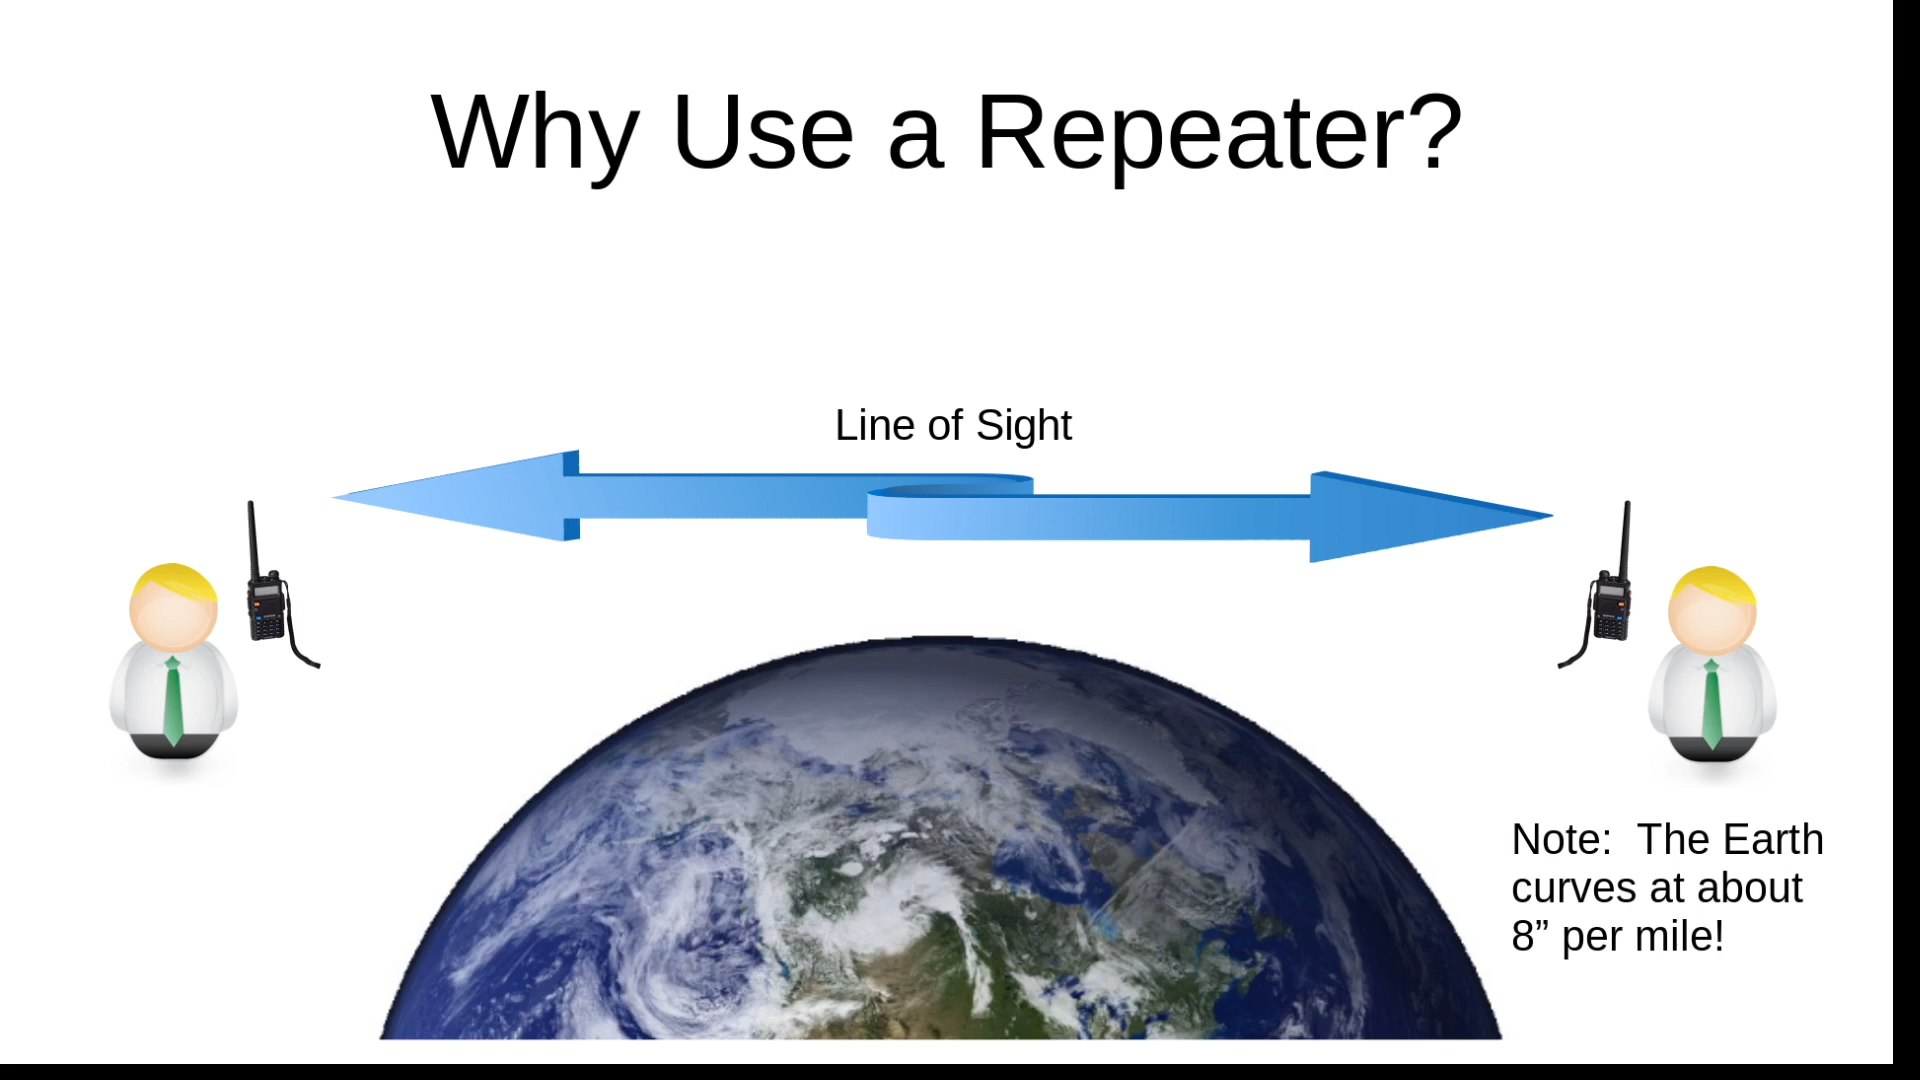 Why Use a Repeater?
Line of Sight
Note:  The Earth
curves at about
8” per mile!